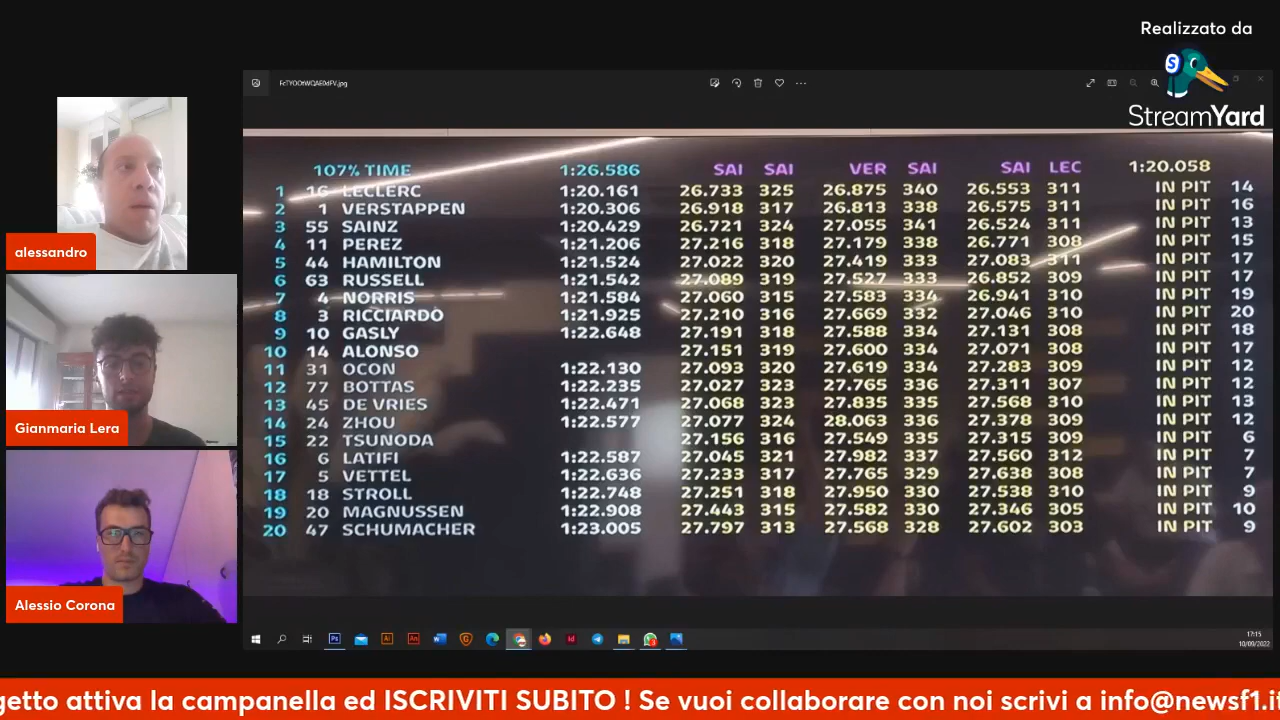 Realizzato da
StreamYard
FcTYOOtWQAE0dFV.jpg
107% TIME 1:26.586 SAI SAI VER SAI SAI LEC 1:20.058
1 16 LECLERC 1:20.161 26.733 325 26.875 340 26.553 311 IN PIT 14
2 1 VERSTAPPEN 1:20.306 26.918 317 26.813 338 26.575 311 IN PIT 16
3 55 SAINZ 1:20.429 26.721 324 27.055 341 26.524 311 IN PIT 13
4 11 PEREZ 1:21.206 27.216 318 27.179 338 26.771 308 IN PIT 15
5 44 HAMILTON 1:21.524 27.022 320 27.419 333 27.083 311 IN PIT 17
6 63 RUSSELL 1:21.542 27.089 319 27.527 333 26.852 309 IN PIT 17
7 4 NORRIS 1:21.584 27.060 315 27.583 334 26.941 310 IN PIT 19
8 3 RICCIARDO 1:21.925 27.210 316 27.669 332 27.046 310 IN PIT 20
9 10 GASLY 1:22.648 27.191 318 27.588 334 27.131 308 IN PIT 18
10 14 ALONSO 27.151 319 27.600 334 27.071 308 IN PIT 17
11 31 OCON 1:22.130 27.093 320 27.619 334 27.283 309 IN PIT 12
12 77 BOTTAS 1:22.235 27.027 323 27.765 336 27.311 307 IN PIT 12
13 45 DE VRIES 1:22.471 27.068 323 27.835 335 27.568 310 IN PIT 13
14 24 ZHOU 1:22.577 27.077 324 28.063 336 27.378 309 IN PIT 12
15 22 TSUNODA 27.156 316 27.549 335 27.315 309 IN PIT 6
16 6 LATIFI 1:22.587 27.045 321 27.982 337 27.560 312 IN PIT 7
17 5 VETTEL 1:22.636 27.233 317 27.765 329 27.638 308 IN PIT 7
18 18 STROLL 1:22.748 27.251 318 27.950 330 27.538 310 IN PIT 9
19 20 MAGNUSSEN 1:22.908 27.443 315 27.582 330 27.346 305 IN PIT 10
20 47 SCHUMACHER 1:23.005 27.797 313 27.568 328 27.602 303 IN PIT 9
alessandro
Gianmaria Lera
Alessio Corona
17:15
10/09/2022
getto attiva la campanella ed ISCRIVITI SUBITO ! Se vuoi collaborare con noi scrivi a info@newsf1.it